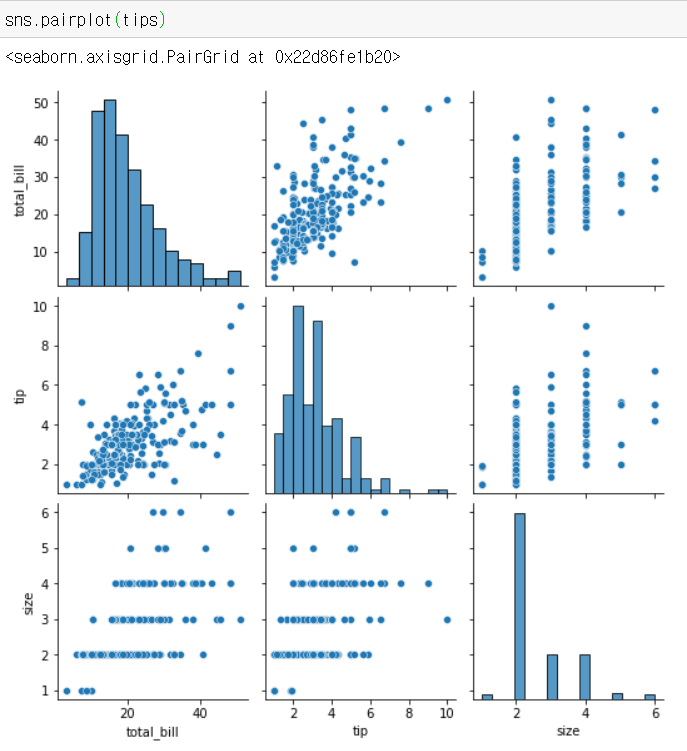 sns.pairplot(tips)
<seaborn.axisgrid.PairGrid at 0x22d86fe1b20>
50
40
30
20
10
total_bill
10
8
6
4
2
tip
6
5
4
3
2
1
size
20 40
total_bill
2 4 6 8 10
tip
2 4 6
size